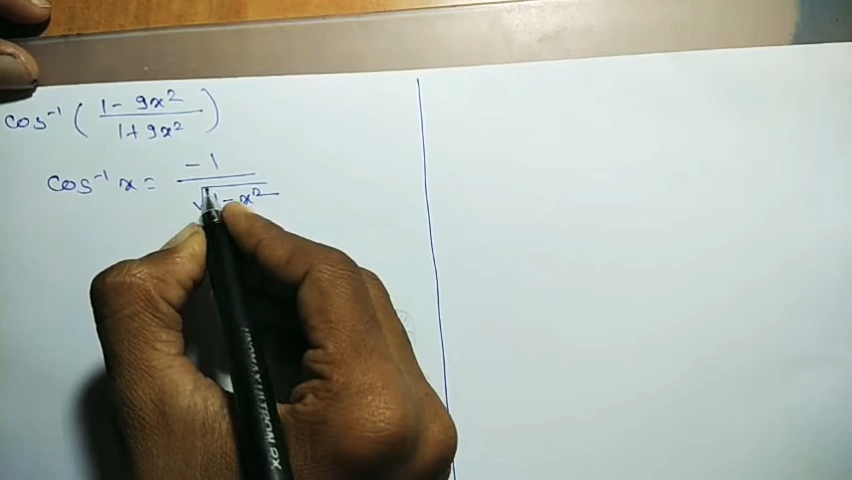 cos⁻¹ ( (1 - 9x²) / (1 + 9x²) )
cos⁻¹ x = -1 / √(1 - x²)